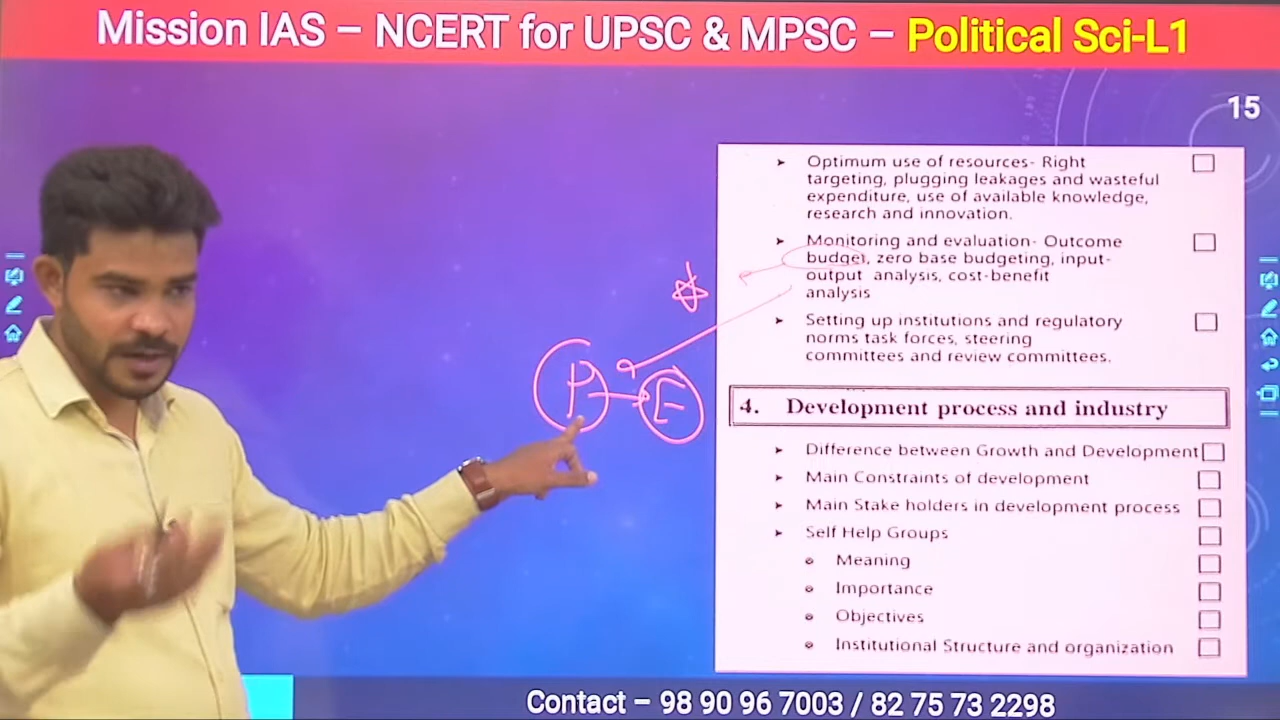 Mission IAS – NCERT for UPSC & MPSC – Political Sci-L1
15
➤ Optimum use of resources- Right
targeting, plugging leakages and wasteful
expenditure, use of available knowledge,
research and innovation.
➤ Monitoring and evaluation- Outcome
budget, zero base budgeting, input-
output analysis, cost-benefit
analysis
➤ Setting up institutions and regulatory
norms task forces, steering
committees and review committees.
P E
4. Development process and industry
➤ Difference between Growth and Development
➤ Main Constraints of development
➤ Main Stake holders in development process
➤ Self Help Groups
Meaning
Importance
Objectives
Institutional Structure and organization
Contact – 98 90 96 7003 / 82 75 73 2298